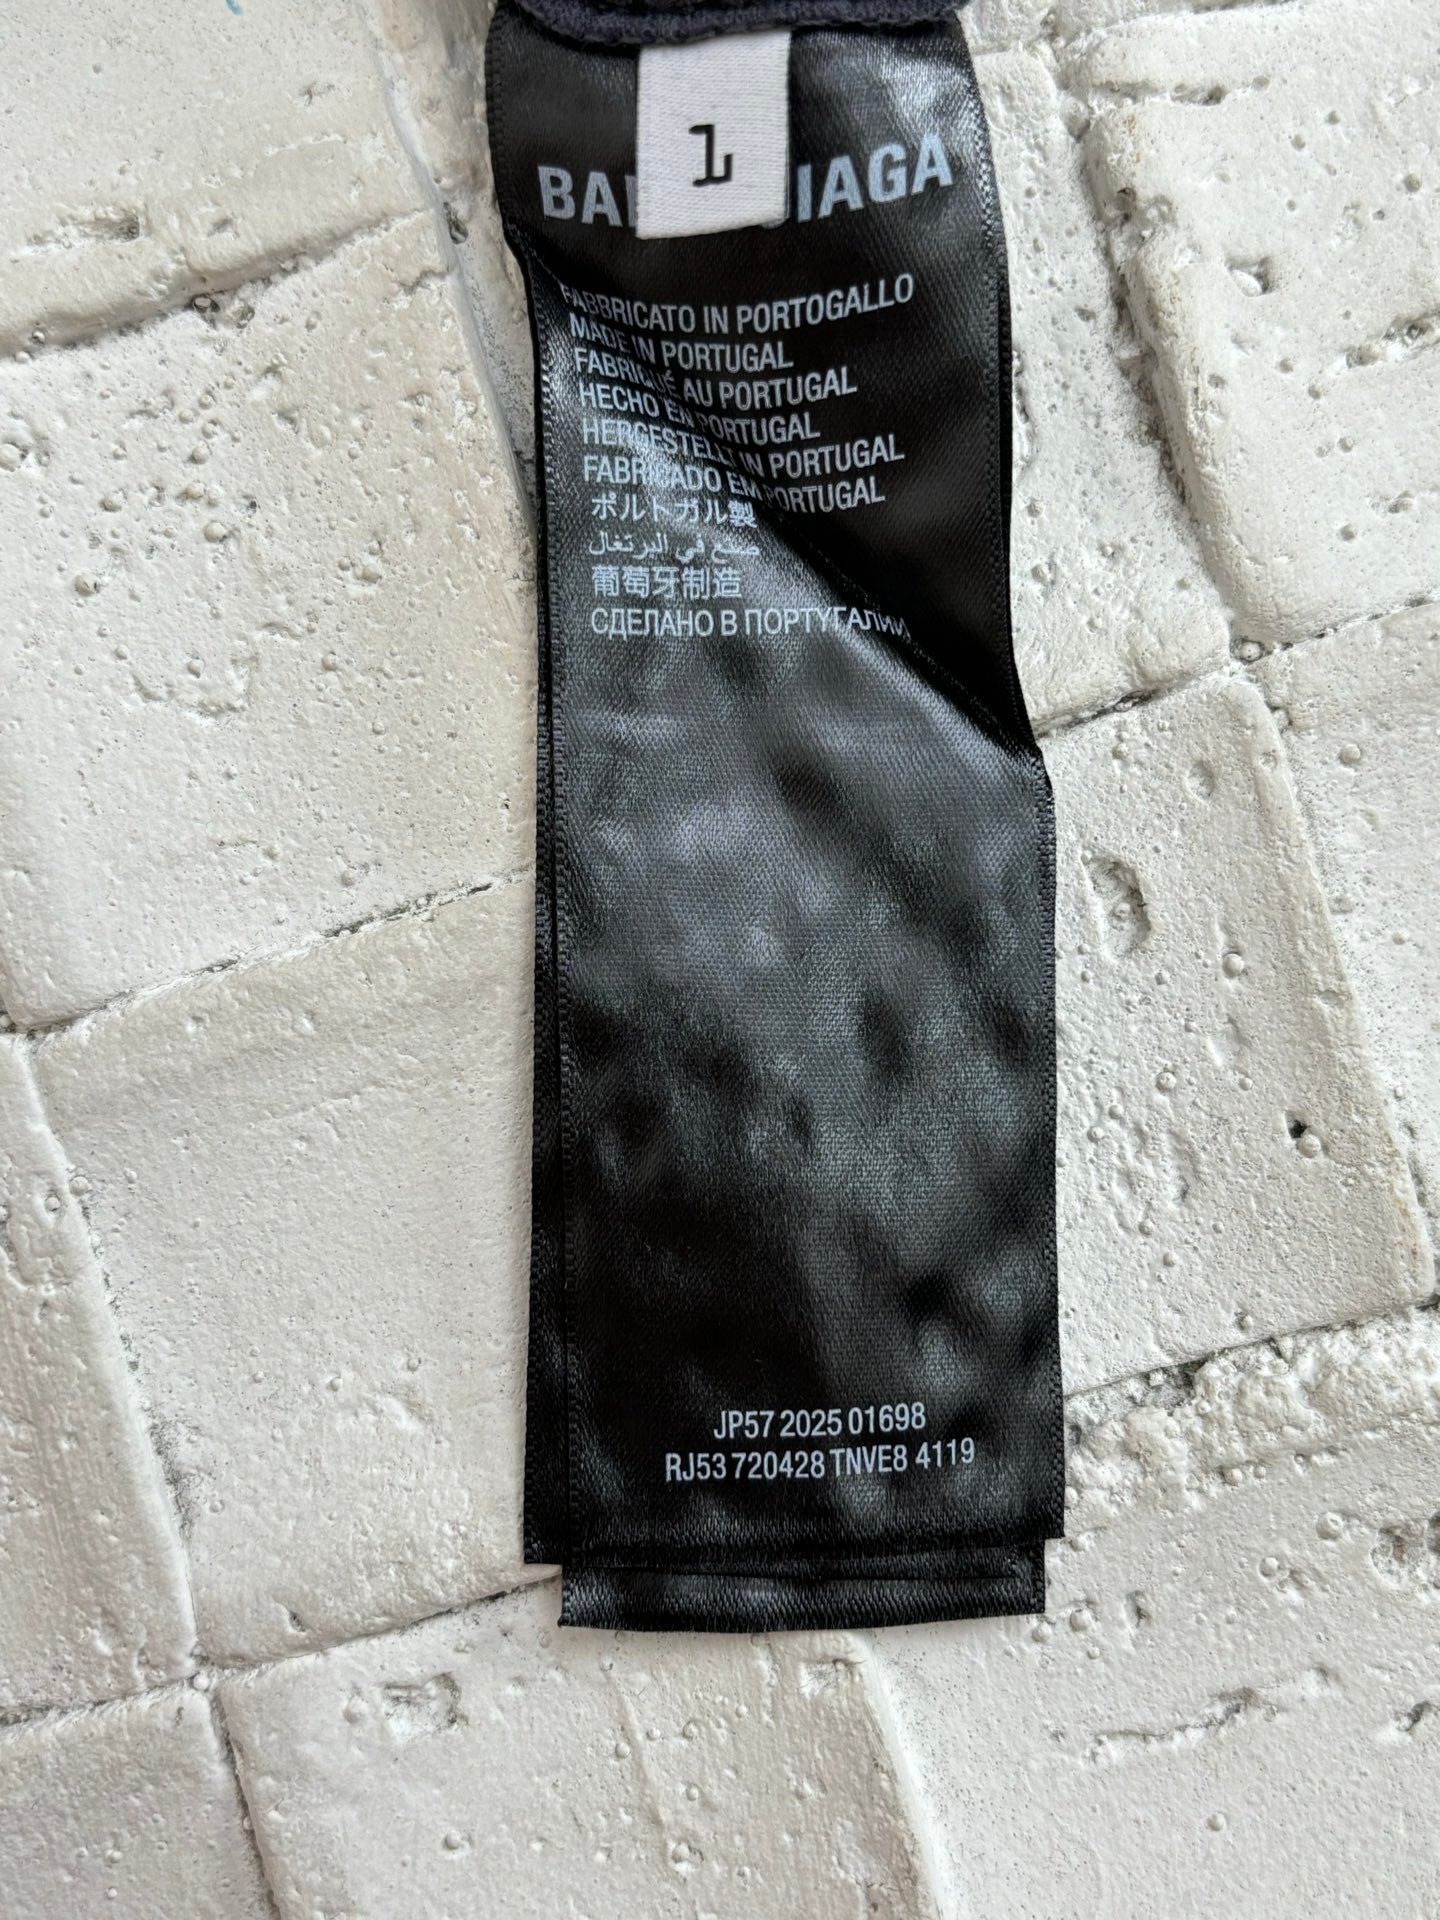 1
BA IAGA
FABBRICATO IN PORTOGALLO
MADE IN PORTUGAL
FABRIQUÉ AU PORTUGAL
HECHO EN PORTUGAL
HERGESTELLT IN PORTUGAL
FABRICADO EM PORTUGAL
ポルトガル製
صنع في البرتغال
葡萄牙制造
СДЕЛАНО В ПОРТУГАЛИИ
JP57 2025 01698
RJ53 720428 TNVE8 4119